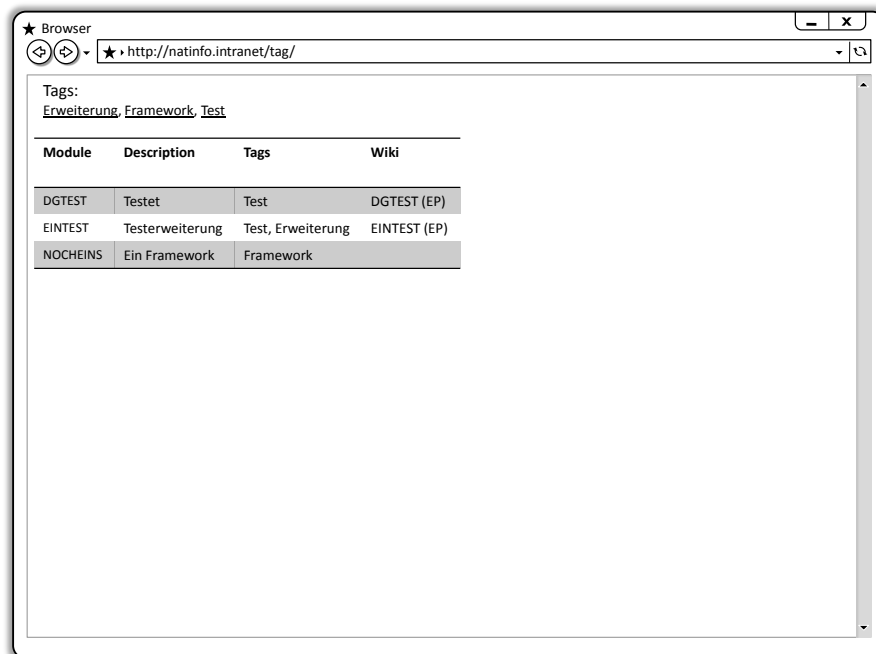 Browser
http://natinfo.intranet/tag/
Tags:
Erweiterung, Framework, Test
Module Description Tags Wiki
DGTEST Testet Test DGTEST (EP)
EINTEST Testerweiterung Test, Erweiterung EINTEST (EP)
NOCHEINS Ein Framework Framework